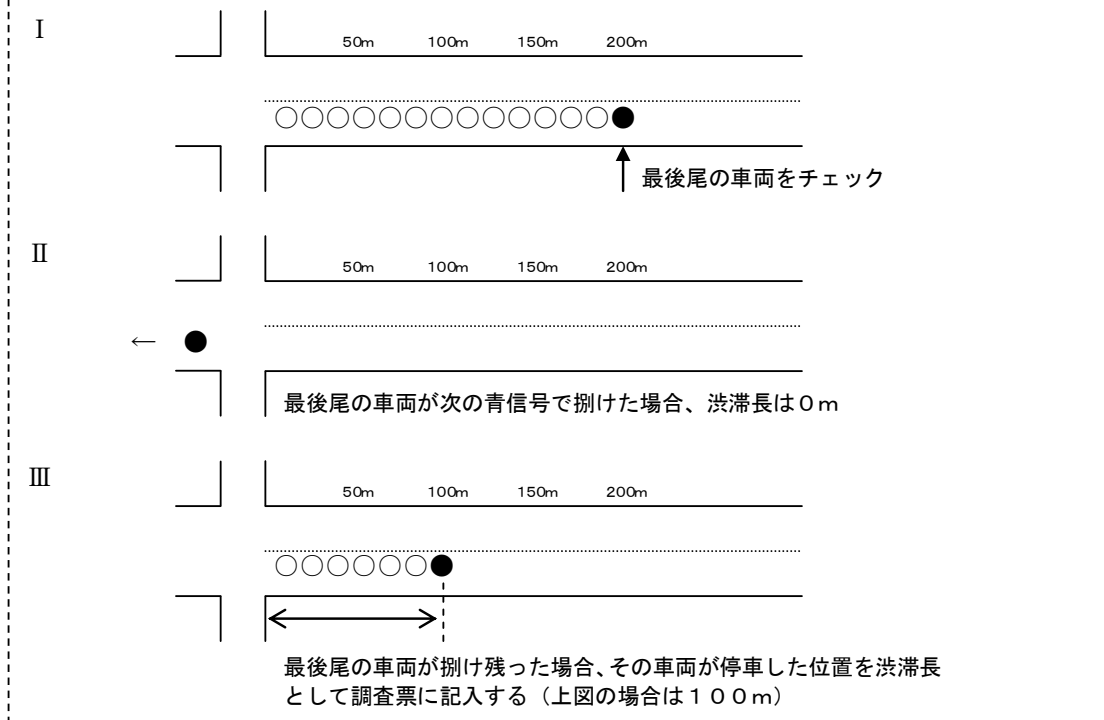 Ⅰ
50m 100m 150m 200m
最後尾の車両をチェック
Ⅱ
50m 100m 150m 200m
←
最後尾の車両が次の青信号で捌けた場合、渋滞長は０ｍ
Ⅲ
50m 100m 150m 200m
最後尾の車両が捌け残った場合、その車両が停車した位置を渋滞長
として調査票に記入する（上図の場合は１００ｍ）